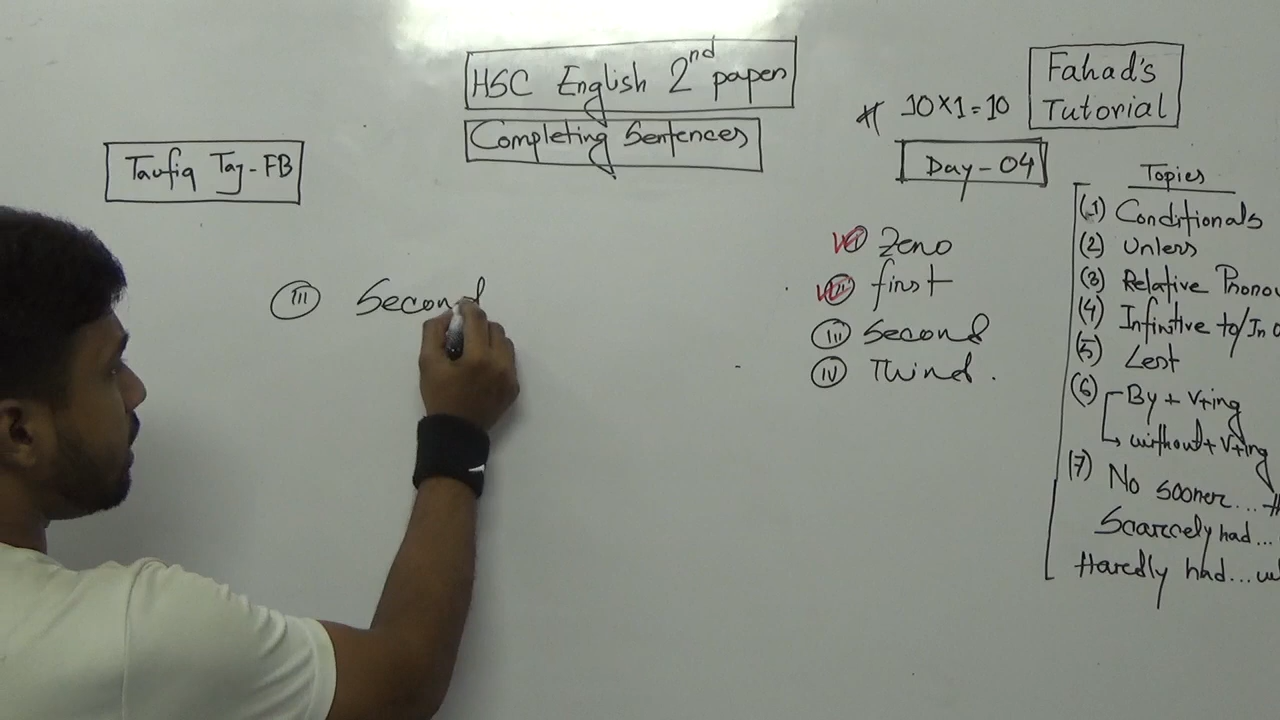 HSC English 2nd paper
Completing Sentences
# 10×1=10
Fahad's
Tutorial
Day-04
Taufiq Taj-FB
(iii) Second
(i) Zero
(ii) first
(iii) Second
(iv) Third.
Topics
(1) Conditionals
(2) Unless
(3) Relative Pronou
(4) Infinitive to/In o
(5) Lest
(6) By + V+ing
without + V+ing
(7) No sooner... th
Scarcely had...
Hardly had... w